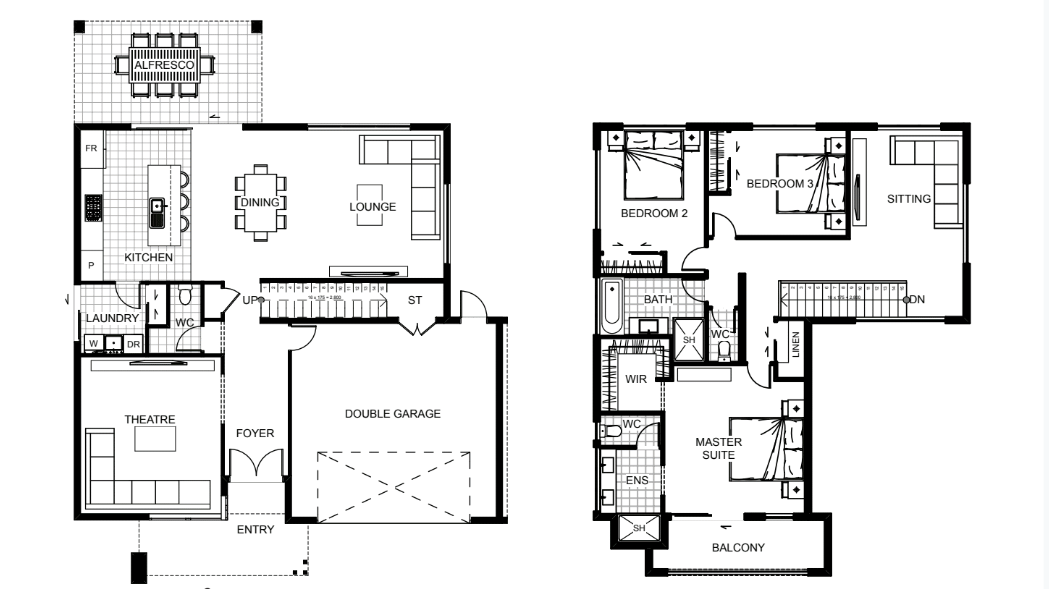 ALFRESCO
FR
DINING
LOUNGE
KITCHEN
P
UP
16 x 175 = 2,800
ST
LAUNDRY
WC
W
DR
THEATRE
FOYER
DOUBLE GARAGE
ENTRY
BEDROOM 2
BEDROOM 3
SITTING
BATH
16 x 175 = 2,800
DN
SH
WC
LINEN
WIR
WC
MASTER
SUITE
ENS
SH
BALCONY